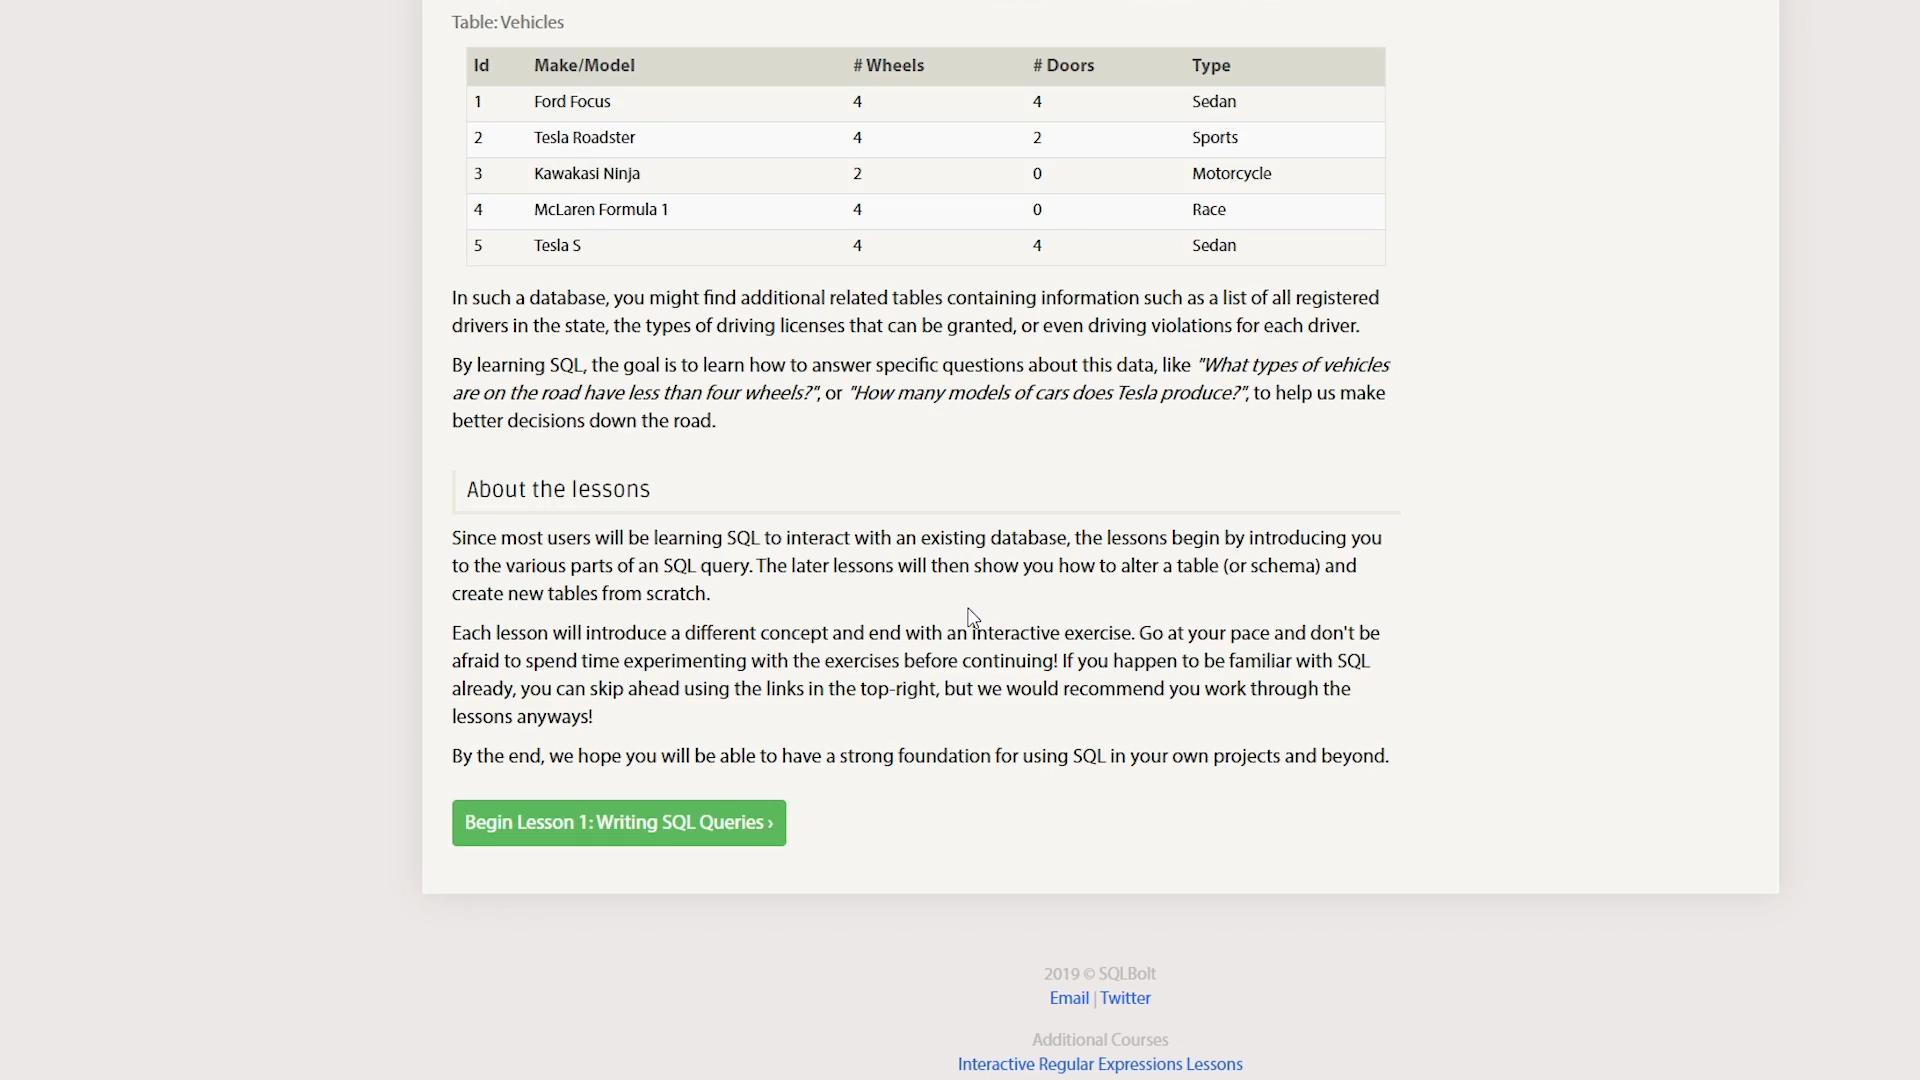 Table: Vehicles
Id Make/Model # Wheels # Doors Type
1 Ford Focus 4 4 Sedan
2 Tesla Roadster 4 2 Sports
3 Kawakasi Ninja 2 0 Motorcycle
4 McLaren Formula 1 4 0 Race
5 Tesla S 4 4 Sedan
In such a database, you might find additional related tables containing information such as a list of all registered
drivers in the state, the types of driving licenses that can be granted, or even driving violations for each driver.
By learning SQL, the goal is to learn how to answer specific questions about this data, like "What types of vehicles
are on the road have less than four wheels?", or "How many models of cars does Tesla produce?", to help us make
better decisions down the road.
About the lessons
Since most users will be learning SQL to interact with an existing database, the lessons begin by introducing you
to the various parts of an SQL query. The later lessons will then show you how to alter a table (or schema) and
create new tables from scratch.
Each lesson will introduce a different concept and end with an interactive exercise. Go at your pace and don't be
afraid to spend time experimenting with the exercises before continuing! If you happen to be familiar with SQL
already, you can skip ahead using the links in the top-right, but we would recommend you work through the
lessons anyways!
By the end, we hope you will be able to have a strong foundation for using SQL in your own projects and beyond.
Begin Lesson 1: Writing SQL Queries ›
2019 © SQLBolt
Email | Twitter
Additional Courses
Interactive Regular Expressions Lessons